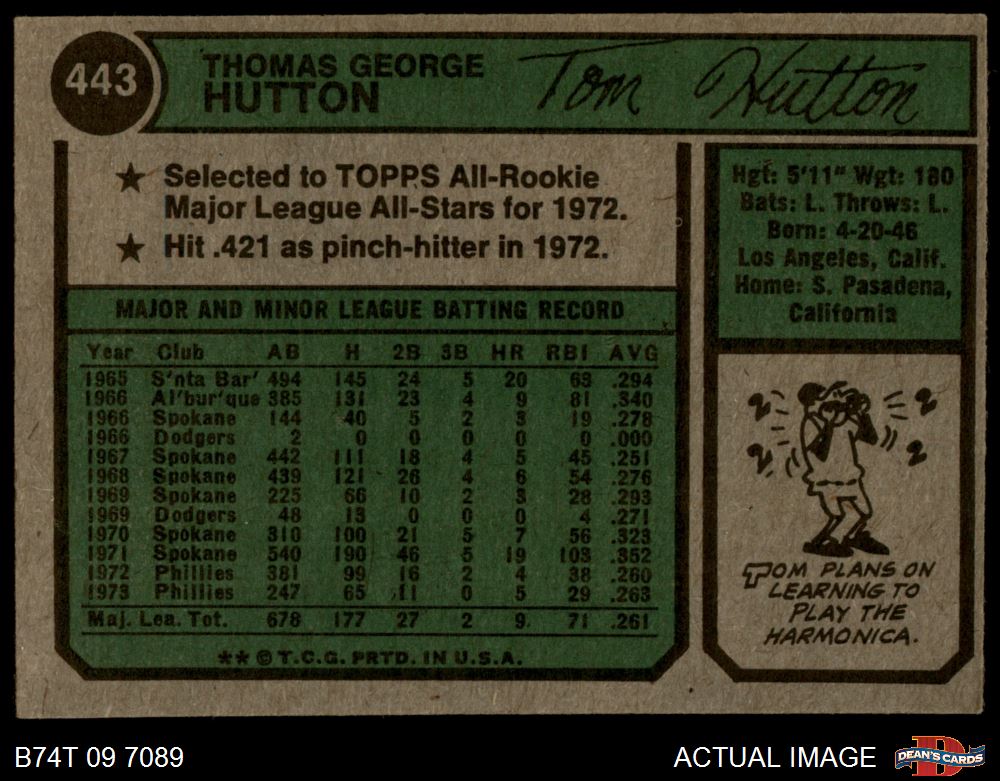 443
THOMAS GEORGE
HUTTON
Tom Hutton
★ Selected to TOPPS All-Rookie
Major League All-Stars for 1972.
★ Hit .421 as pinch-hitter in 1972.
Hgt: 5'11" Wgt: 180
Bats: L. Throws: L.
Born: 4-20-46
Los Angeles, Calif.
Home: S. Pasadena,
California
MAJOR AND MINOR LEAGUE BATTING RECORD
Year Club AB H 2B 3B HR RBI AVG
1965 S'nta Bar' 494 145 24 5 20 69 .294
1966 Al'bur'que 385 131 23 4 9 81 .340
1966 Spokane 144 40 5 2 3 19 .278
1966 Dodgers 2 0 0 0 0 0 .000
1967 Spokane 442 111 18 4 5 45 .251
1968 Spokane 439 121 26 4 6 54 .276
1969 Spokane 225 66 10 2 3 28 .293
1969 Dodgers 48 13 0 0 0 4 .271
1970 Spokane 310 100 21 5 7 56 .323
1971 Spokane 540 190 46 5 19 103 .352
1972 Phillies 381 99 16 2 4 38 .260
1973 Phillies 247 65 11 0 5 29 .263
Maj. Lea. Tot. 678 177 27 2 9 71 .261
** © T.C.G. PRTD. IN U.S.A.
TOM PLANS ON
LEARNING TO
PLAY THE
HARMONICA.
B74T 09 7089
ACTUAL IMAGE
D
DEAN'S CARDS